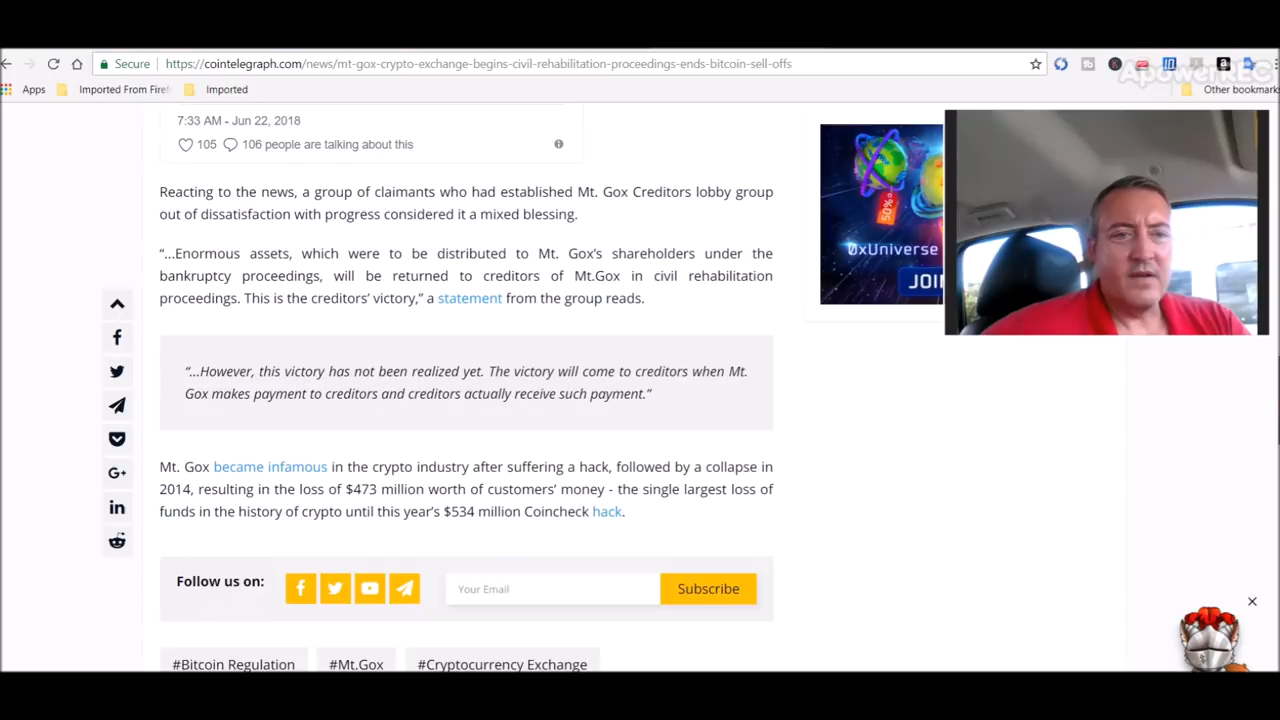 ApowerREC
Secure https://cointelegraph.com/news/mt-gox-crypto-exchange-begins-civil-rehabilitation-proceedings-ends-bitcoin-sell-offs
Apps Imported From Firef Imported Other bookmark
7:33 AM - Jun 22, 2018
105 106 people are talking about this
Reacting to the news, a group of claimants who had established Mt. Gox Creditors lobby group
out of dissatisfaction with progress considered it a mixed blessing.
“…Enormous assets, which were to be distributed to Mt. Gox’s shareholders under the
bankruptcy proceedings, will be returned to creditors of Mt.Gox in civil rehabilitation
proceedings. This is the creditors’ victory,” a statement from the group reads.
“…However, this victory has not been realized yet. The victory will come to creditors when Mt.
Gox makes payment to creditors and creditors actually receive such payment.”
Mt. Gox became infamous in the crypto industry after suffering a hack, followed by a collapse in
2014, resulting in the loss of $473 million worth of customers’ money - the single largest loss of
funds in the history of crypto until this year’s $534 million Coincheck hack.
50%
0xUniverse
JOI
Follow us on: Your Email Subscribe
#Bitcoin Regulation #Mt.Gox #Cryptocurrency Exchange